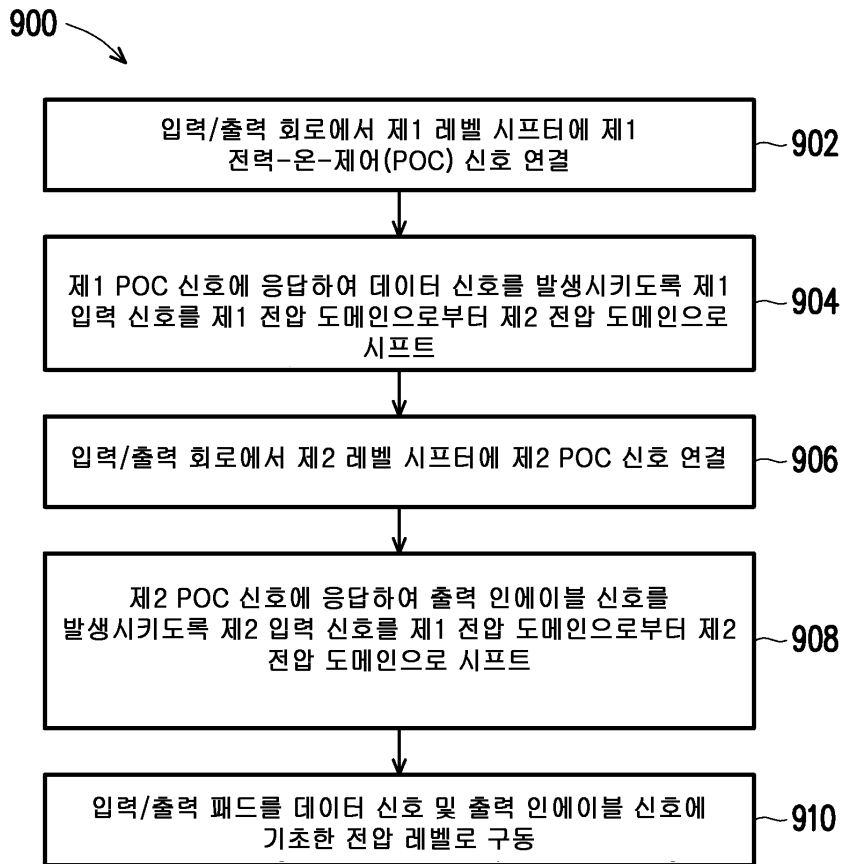 900
입력/출력 회로에서 제1 레벨 시프터에 제1
전력-온-제어(POC) 신호 연결
902
제1 POC 신호에 응답하여 데이터 신호를 발생시키도록 제1
입력 신호를 제1 전압 도메인으로부터 제2 전압 도메인으로
시프트
904
입력/출력 회로에서 제2 레벨 시프터에 제2 POC 신호 연결
906
제2 POC 신호에 응답하여 출력 인에이블 신호를
발생시키도록 제2 입력 신호를 제1 전압 도메인으로부터 제2
전압 도메인으로 시프트
908
입력/출력 패드를 데이터 신호 및 출력 인에이블 신호에
기초한 전압 레벨로 구동
910